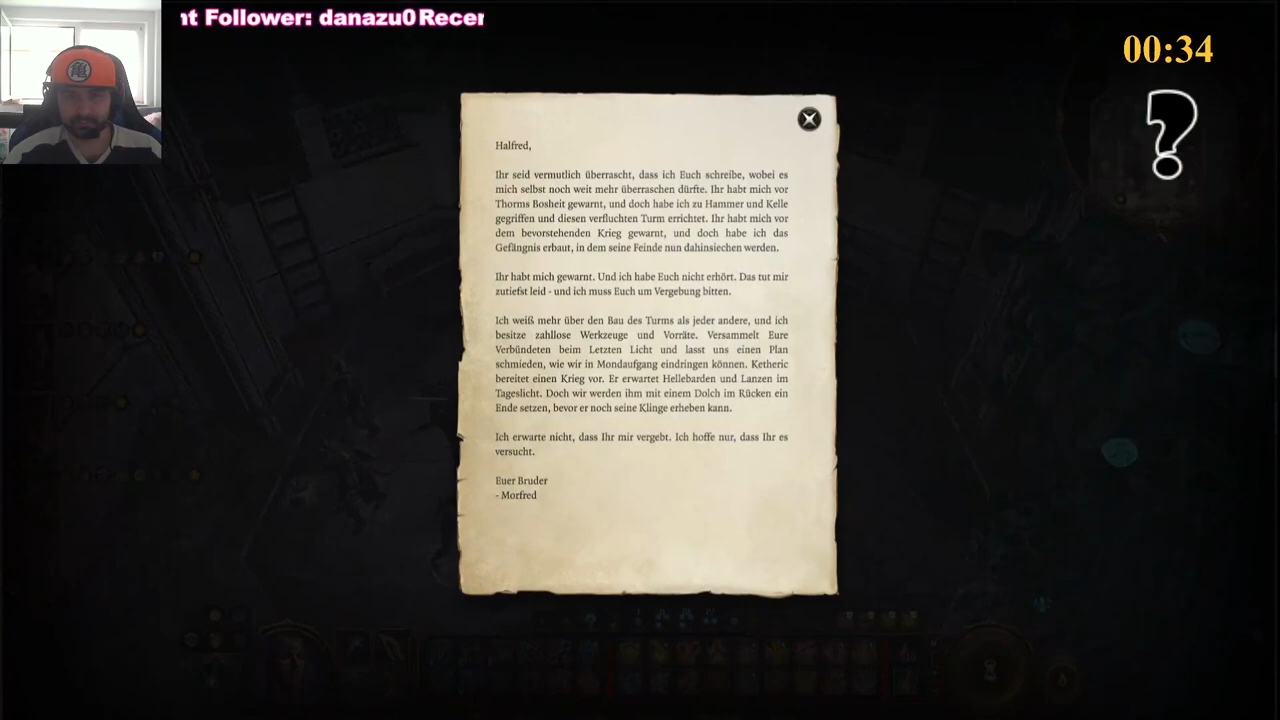 nt Follower: danazu0Recer
00:34
Halfred,
Ihr seid vermutlich überrascht, dass ich Euch schreibe, wobei es
mich selbst noch weit mehr überraschen dürfte. Ihr habt mich vor
Thorms Bosheit gewarnt, und doch habe ich zu Hammer und Kelle
gegriffen und diesen verfluchten Turm errichtet. Ihr habt mich vor
dem bevorstehenden Krieg gewarnt, und doch habe ich das
Gefängnis erbaut, in dem seine Feinde nun dahinsiechen werden.
Ihr habt mich gewarnt. Und ich habe Euch nicht erhört. Das tut mir
zutiefst leid - und ich muss Euch um Vergebung bitten.
Ich weiß mehr über den Bau des Turms als jeder andere, und ich
besitze zahllose Werkzeuge und Vorräte. Versammelt Eure
Verbündeten beim Letzten Licht und lasst uns einen Plan
schmieden, wie wir in Mondaufgang eindringen können. Ketheric
bereitet einen Krieg vor. Er erwartet Hellebarden und Lanzen im
Tageslicht. Doch wir werden ihm mit einem Dolch im Rücken ein
Ende setzen, bevor er noch seine Klinge erheben kann.
Ich erwarte nicht, dass Ihr mir vergebt. Ich hoffe nur, dass Ihr es
versucht.
Euer Bruder
- Morfred